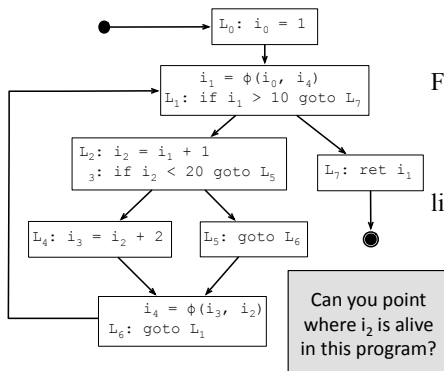 L₀: i₀ = 1
i₁ = ϕ(i₀, i₄)
L₁: if i₁ > 10 goto L₇
F
L₂: i₂ = i₁ + 1
3: if i₂ < 20 goto L₅
L₇: ret i₁
li
L₄: i₃ = i₂ + 2
L₅: goto L₆
i₄ = ϕ(i₃, i₂)
L₆: goto L₁
Can you point
where i₂ is alive
in this program?